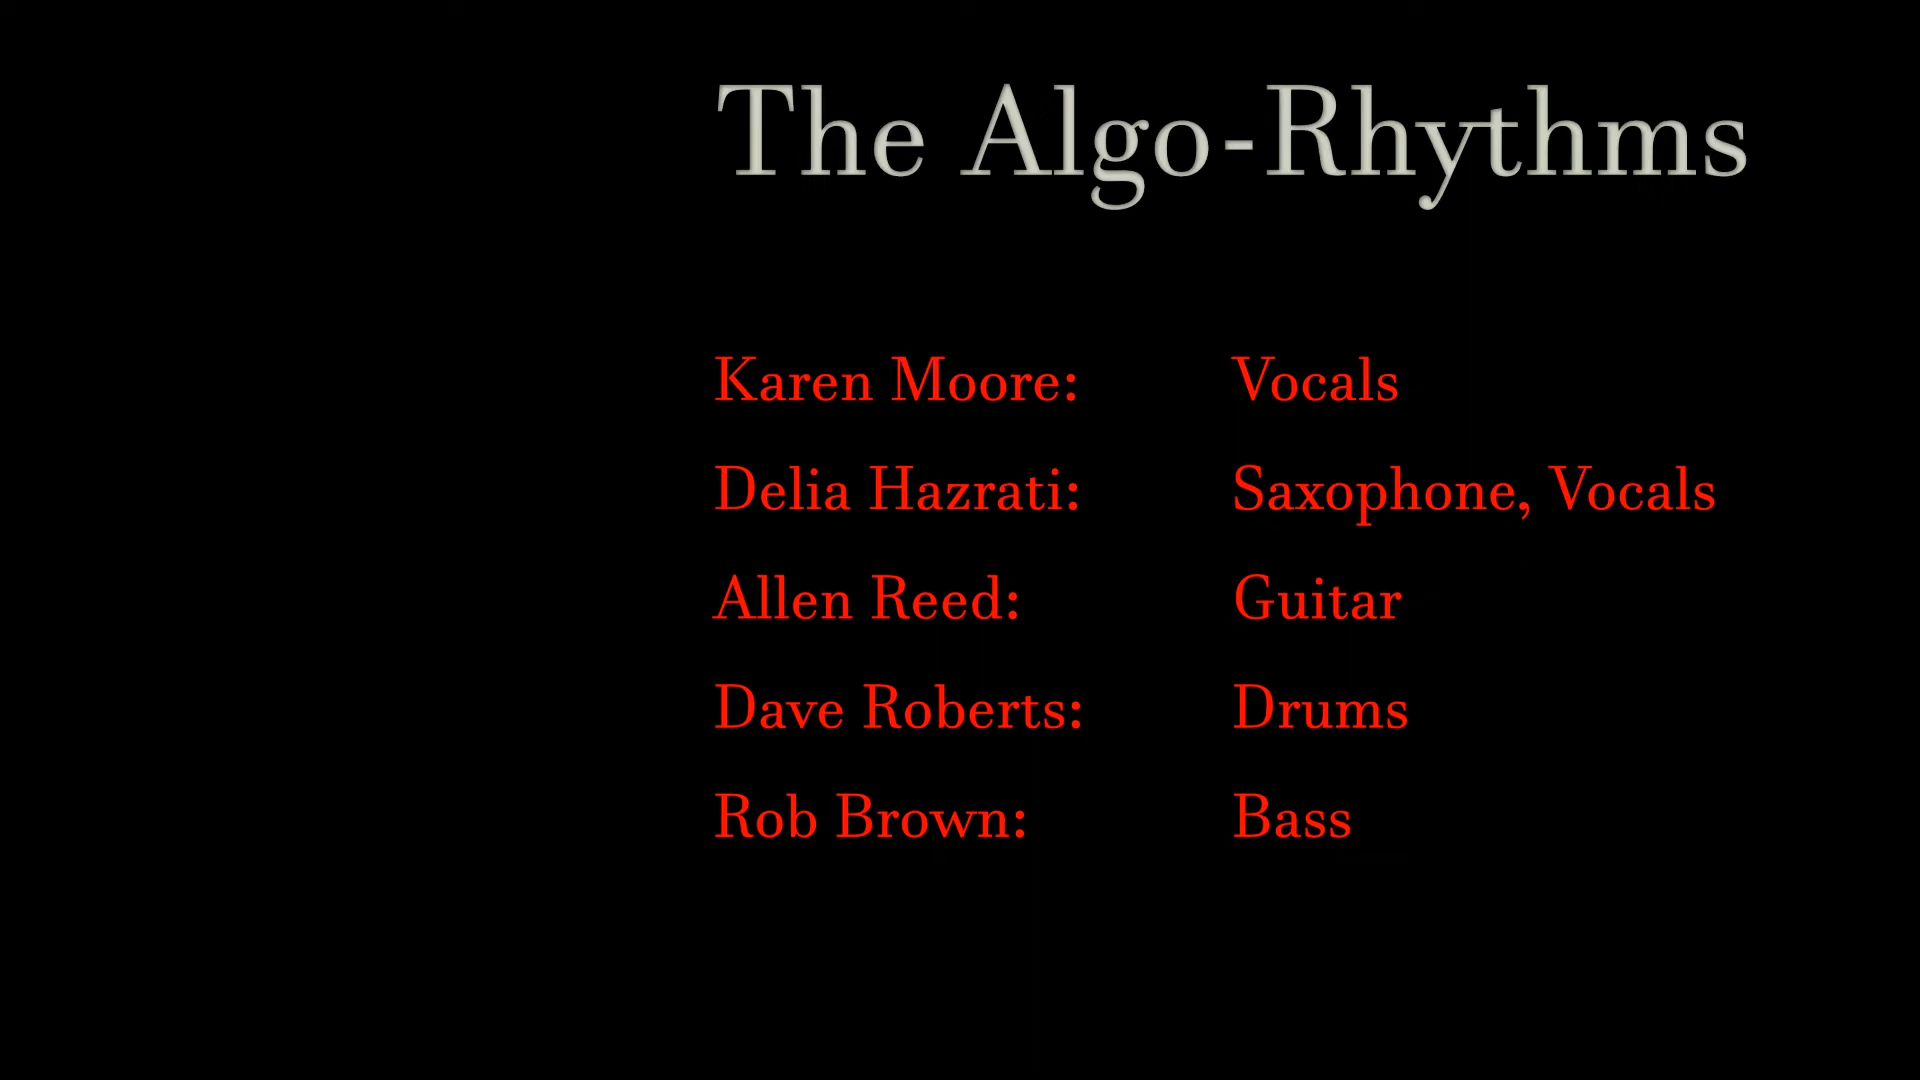 The Algo-Rhythms
Karen Moore: Vocals
Delia Hazrati: Saxophone, Vocals
Allen Reed: Guitar
Dave Roberts: Drums
Rob Brown: Bass